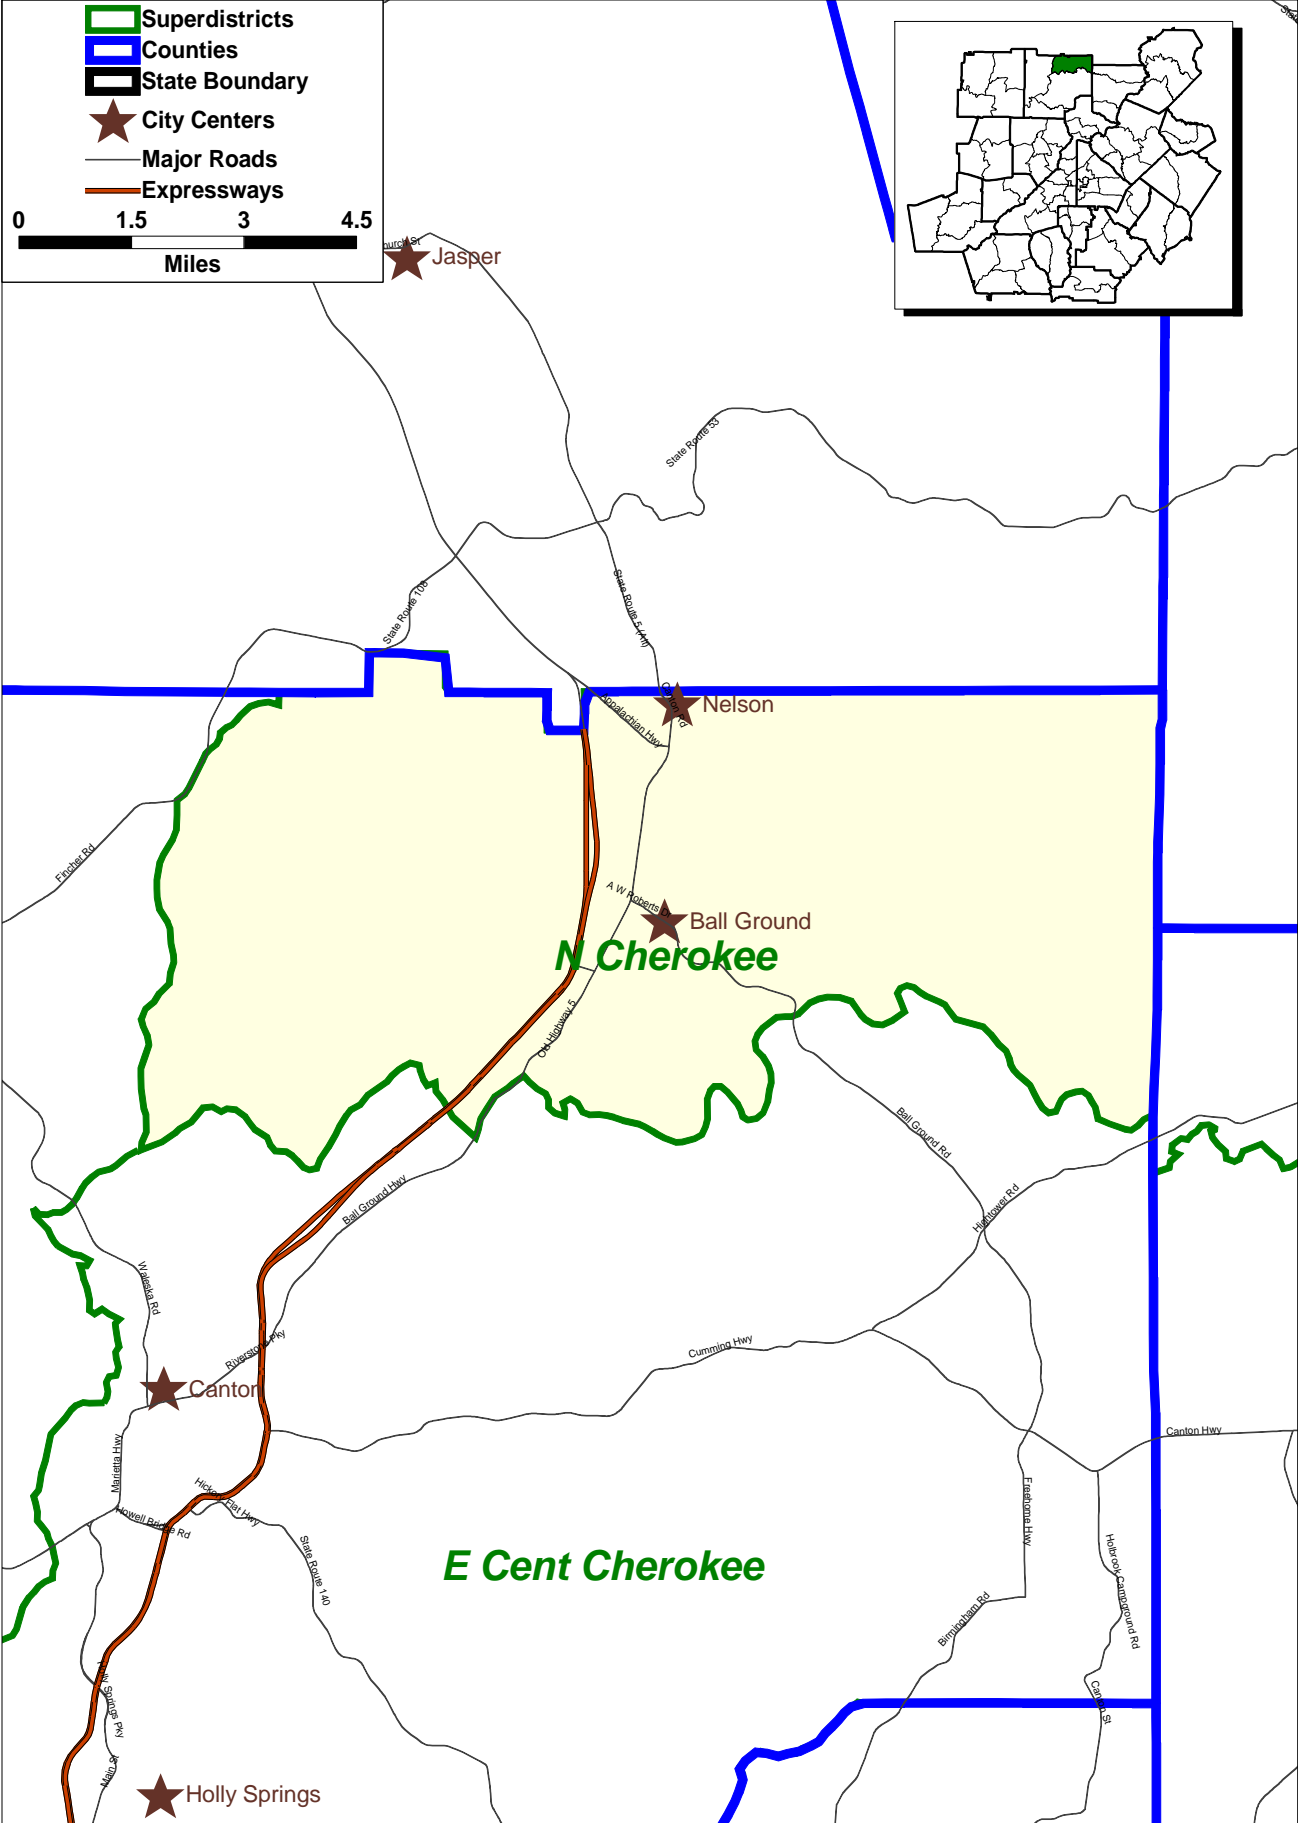 Superdistricts
Counties
State Boundary
City Centers
Major Roads
Expressways
0 1.5 3 4.5
Miles
Jasper
State Route 53
State Route 108
State Route 5 (Alt)
Nelson
Appalachian Hwy
Fincher Rd
A W Roberts Dr
Ball Ground
N Cherokee
Old Highway 5
Ball Ground Rd
Ball Ground Hwy
Hightower Rd
Waleska Rd
Riverstone Pky
Cumming Hwy
Canton
Canton Hwy
Marietta Hwy
Hickory Flat Hwy
Howell Bridge Rd
Freehome Hwy
State Route 140
Holbrook Campground Rd
E Cent Cherokee
Birmingham Rd
Holly Springs Pky
Canton St
Main St
Holly Springs